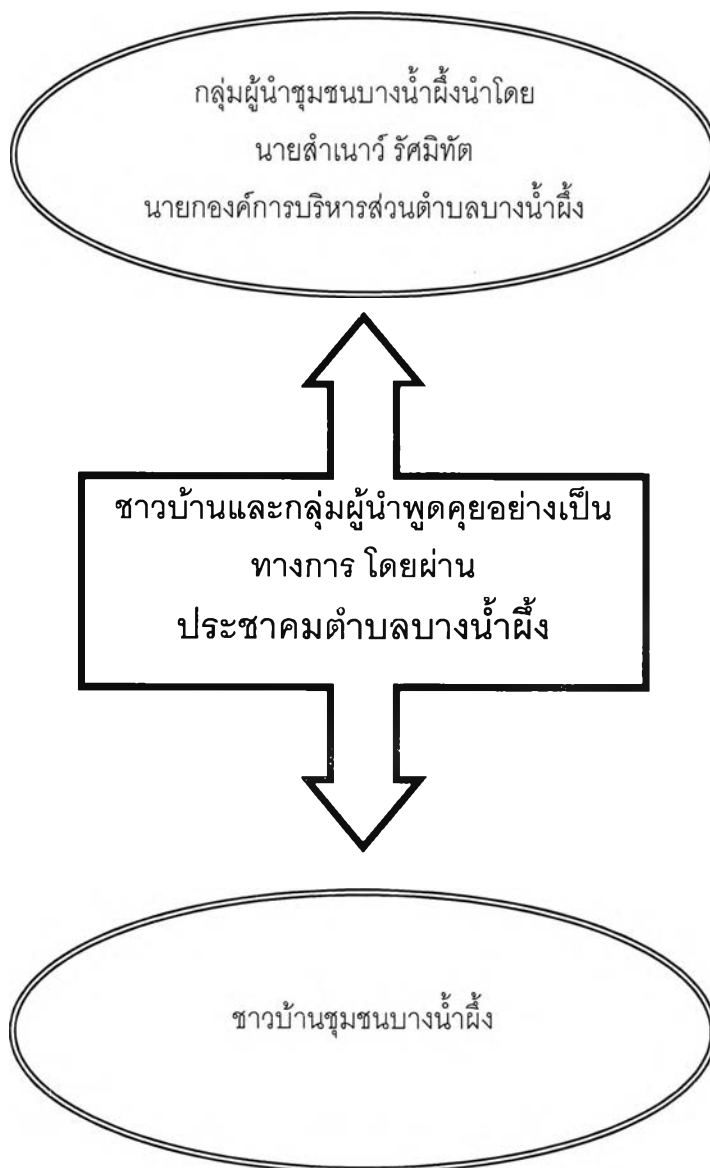 กลุ่มผู้นำชุมชนบางน้ำผึ้งนำโดย
นายสำเนาว์ รัศมิทัต
นายกองค์การบริหารส่วนตำบลบางน้ำผึ้ง
ชาวบ้านและกลุ่มผู้นำพูดคุยอย่างเป็น
ทางการ โดยผ่าน
ประชาคมตำบลบางน้ำผึ้ง
ชาวบ้านชุมชนบางน้ำผึ้ง